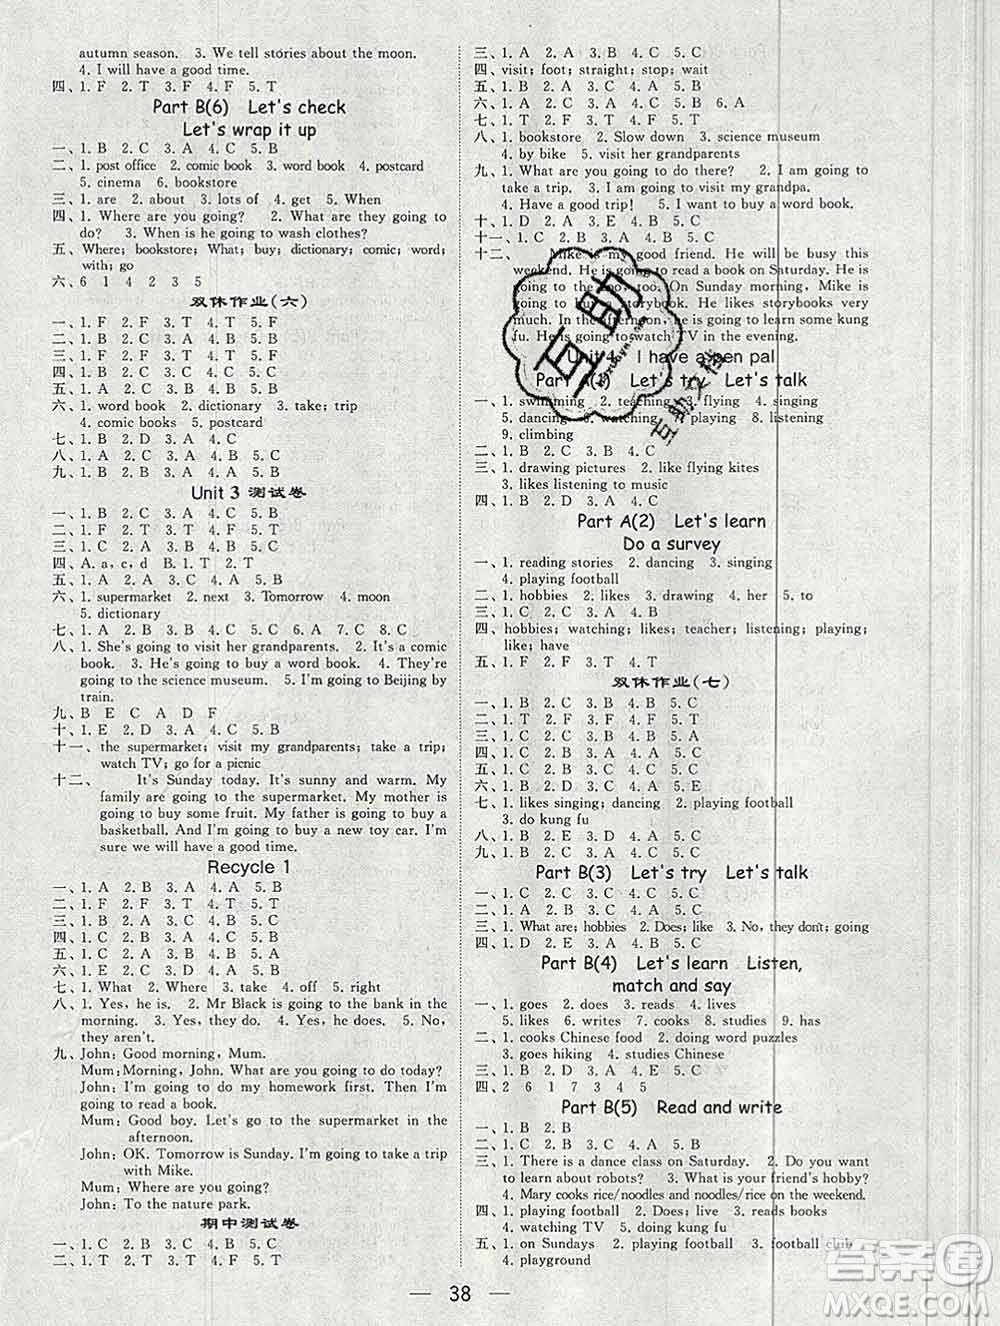 autumn season. 3. We tell stories about the moon.
4. I will have a good time.
四、1. F 2. T 3. F 4. F 5. T
Part B(6) Let's check
Let's wrap it up
一、1. B 2. C 3. A 4. C 5. B
二、1. post office 2. comic book 3. word book 4. postcard
5. cinema 6. bookstore
三、1. are 2. about 3. lots of 4. get 5. When
四、1. Where are you going? 2. What are they going to
do? 3. When is he going to wash clothes?
五、Where; bookstore; What; buy; dictionary; comic; word;
with; go
六、6 1 4 2 3 5
双休作业(六)
一、1. F 2. F 3. T 4. T 5. F
二、1. B 2. C 3. B 4. A 5. C
三、1. B 2. C 3. B 4. A 5. C
四、1. B 2. C 3. A 4. B 5. A
五、1. T 2. F 3. F 4. T 5. F
六、1. word book 2. dictionary 3. take; trip
4. comic books 5. postcard
七、1. B 2. D 3. A 4. C
八、1. A 2. C 3. A 4. C 5. B
九、1. B 2. C 3. A 4. B 5. A
Unit 3 测试卷
一、1. B 2. C 3. A 4. C 5. B
二、1. F 2. T 3. T 4. F 5. T
三、1. C 2. C 3. A 4. B 5. B
四、A. a, c, d B. 1. T 2. T
五、1. A 2. B 3. C 4. B 5. A
六、1. supermarket 2. next 3. Tomorrow 4. moon
5. dictionary
七、1. C 2. B 3. B 4. C 5. C 6. A 7. C 8. C
八、1. She's going to visit her grandparents. 2. It's a comic
book. 3. He's going to buy a word book. 4. They're
going to the science museum. 5. I'm going to Beijing by
train.
九、B E C A D F
十、1. E 2. D 3. A 4. C 5. B
十一、the supermarket; visit my grandparents; take a trip;
watch TV; go for a picnic
十二、 It's Sunday today. It's sunny and warm. My
family are going to the supermarket. My mother is
going to buy some fruit. My father is going to buy a
basketball. And I'm going to buy a new toy car. I'm
sure we will have a good time.
Recycle 1
一、1. A 2. B 3. A 4. A 5. B
二、1. F 2. F 3. T 4. T 5. T
三、1. B 2. A 3. C 4. B 5. C
四、1. C 2. B 3. A 4. C 5. B
五、1. C 2. C 3. A 4. B 5. A
六、1. E 2. C 3. D 4. A 5. B
七、1. What 2. Where 3. take 4. off 5. right
八、1. Yes, he is. 2. Mr Black is going to the bank in the
morning. 3. Yes, they do. 4. Yes, he does. 5. No,
they aren't.
九、John: Good morning, Mum.
Mum: Morning, John. What are you going to do today?
John: I'm going to do my homework first. Then I'm
going to read a book.
Mum: Good boy. Let's go to the supermarket in the
afternoon.
John: OK. Tomorrow is Sunday. I'm going to take a trip
with Mike.
Mum: Where are you going?
John: To the nature park.
期中测试卷
一、1. C 2. B 3. A 4. B 5. C
二、1. T 2. T 3. F 4. T 5. F
三、1. A 2. A 3. B 4. C 5. C
四、visit; foot; straight; stop; wait
五、1. B 2. C 3. A 4. A 5. B
六、1. A 2. C 3. B 4. C 5. B 6. A
七、1. T 2. F 3. F 4. F 5. T
八、1. bookstore 2. Slow down 3. science museum
4. by bike 5. visit her grandparents
九、1. What are you going to do there? 2. I am going to
take a trip. 3. I am going to visit my grandpa.
4. Have a good trip! 5. I want to buy a word book.
十、1. D 2. A 3. E 4. B 5. C
十一、1. C 2. B 3. A 4. C 5. B
十二、 Mike is my good friend. He will be busy this
weekend. He is going to read a book on Saturday. He is
going to the zoo, too. On Sunday morning, Mike is
going to buy a storybook. He likes storybooks very
much. In the afternoon, he is going to learn some kung
fu. He is going to watch TV in the evening.
Unit 4 I have a pen pal
Part A(1) Let's try Let's talk
一、1. swimming 2. teaching 3. flying 4. singing
5. dancing 6. watching 7. playing 8. listening
9. climbing
二、1. B 2. C 3. B 4. C
三、1. drawing pictures 2. like flying kites
3. likes listening to music
四、1. B 2. D 3. A 4. C
Part A(2) Let's learn
Do a survey
一、1. reading stories 2. dancing 3. singing
4. playing football
二、1. hobbies 2. likes 3. drawing 4. her 5. to
三、1. C 2. C 3. A 4. B 5. C
四、hobbies; watching; likes; teacher; listening; playing;
like; have
五、1. F 2. F 3. T 4. T
双休作业(七)
一、1. B 2. C 3. B 4. B 5. C
二、1. T 2. F 3. F 4. F 5. F
三、1. C 2. C 3. B 4. B 5. A
四、1. C 2. B 3. A 4. A 5. C
五、1. C 2. C 3. B 4. B 5. C
六、1. B 2. D 3. A 4. C 5. E
七、1. likes singing; dancing 2. playing football
3. do kung fu
八、1. B 2. E 3. D 4. A 5. C
九、1. C 2. B 3. B 4. A 5. C
Part B(3) Let's try Let's talk
一、1. C 2. B 3. A 4. B 5. C
二、1. A 2. B 3. B 4. A 5. C
三、1. What are; hobbies 2. Does; like 3. No, they don't; going
四、1. D 2. E 3. A 4. C 5. B
Part B(4) Let's learn Listen,
match and say
一、1. goes 2. does 3. reads 4. lives
5. likes 6. writes 7. cooks 8. studies 9. has
二、1. cooks Chinese food 2. doing word puzzles
3. goes hiking 4. studies Chinese
三、1. B 2. D 3. E 4. A 5. C
四、2 6 1 7 3 4 5
Part B(5) Read and write
一、1. B 2. B
二、1. C 2. C 3. A 4. B 5. A
三、1. There is a dance class on Saturday. 2. Do you want
to learn about robots? 3. What is your friend's hobby?
4. Mary cooks rice/noodles and noodles/rice on the weekend.
四、1. playing football 2. Does; live 3. reads books
4. watching TV 5. doing kung fu
五、1. on Sundays 2. playing football 3. football club
4. playground
38
互助
互助文档
答案圈
MXQE.COM